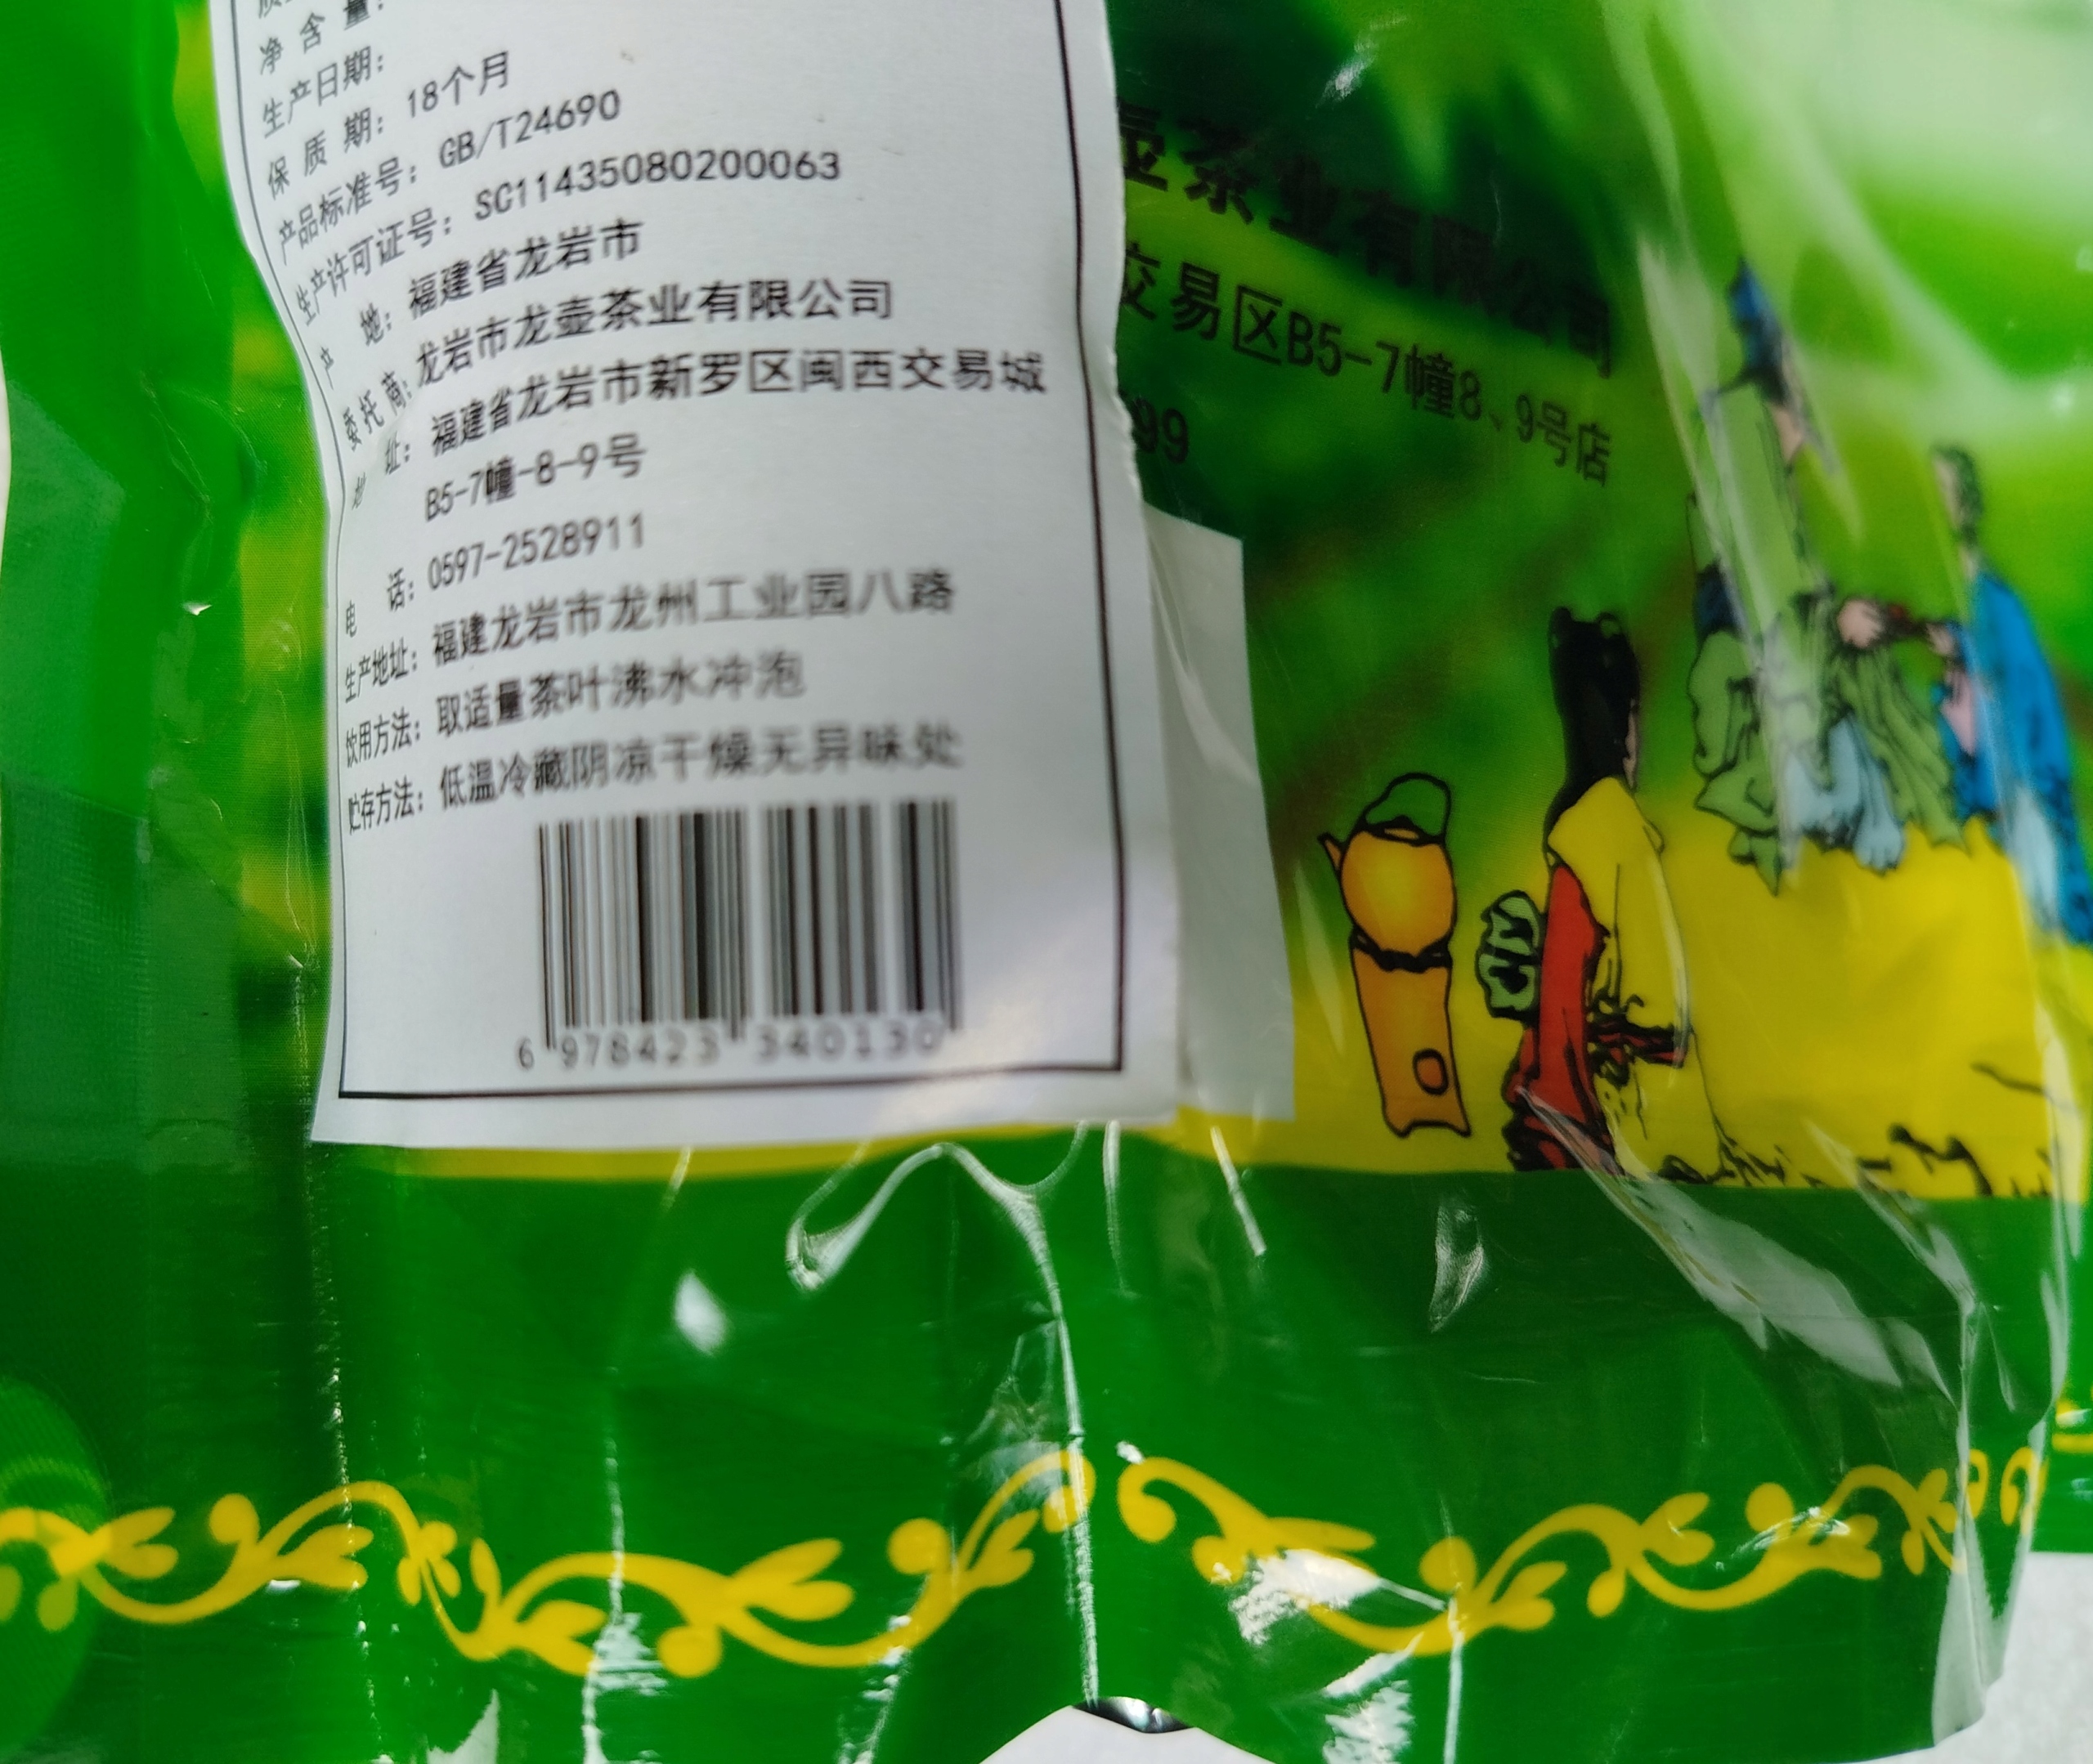 净含量:
生产日期:
保质期: 18个月
产品标准号: GB/T24690
生产许可证号: SC11435080200063
产地: 福建省龙岩市
委托商: 龙岩市龙壶茶业有限公司
地址: 福建省龙岩市新罗区闽西交易城
B5-7幢-8-9号
电话: 0597-2528911
生产地址: 福建龙岩市龙州工业园八路
饮用方法: 取适量茶叶沸水冲泡
贮存方法: 低温冷藏阴凉干燥无异味处
6 978423 340130
壶茶业有限公司
交易区B5-7幢8、9号店
99